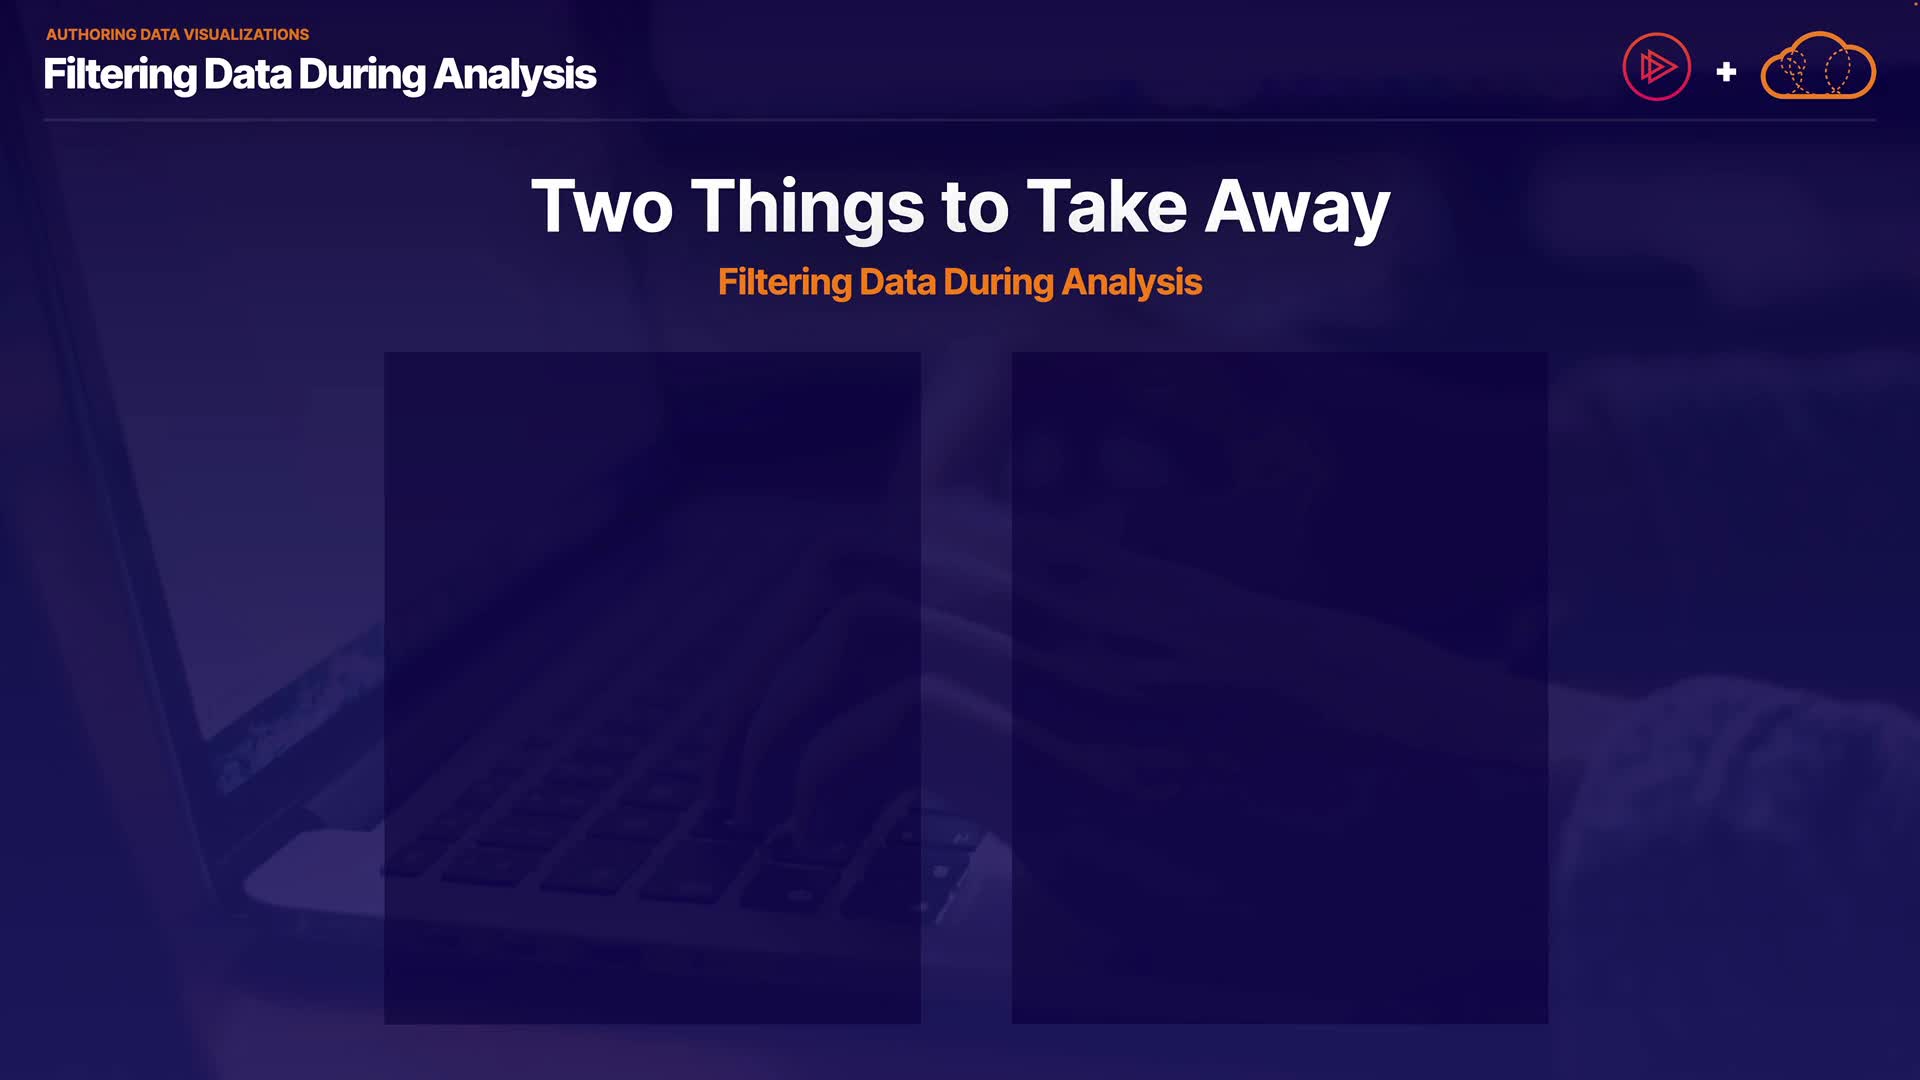 AUTHORING DATA VISUALIZATIONS
Filtering Data During Analysis
+
Two Things to Take Away
Filtering Data During Analysis